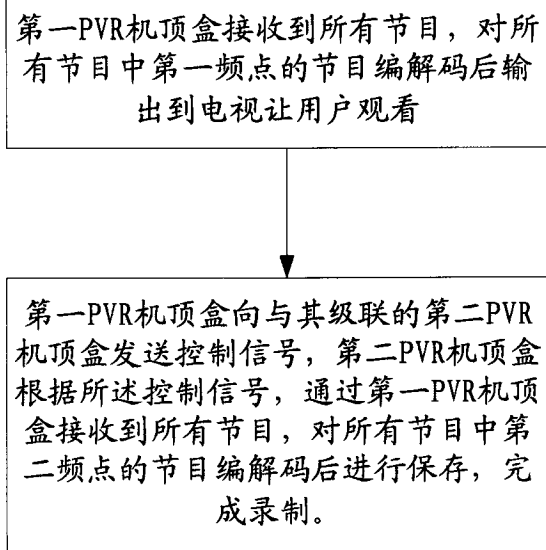 第一PVR机顶盒接收到所有节目，对所
有节目中第一频点的节目编解码后输
出到电视让用户观看
第一PVR机顶盒向与其级联的第二PVR
机顶盒发送控制信号，第二PVR机顶盒
根据所述控制信号，通过第一PVR机顶
盒接收到所有节目，对所有节目中第
二频点的节目编解码后进行保存，完
成录制。